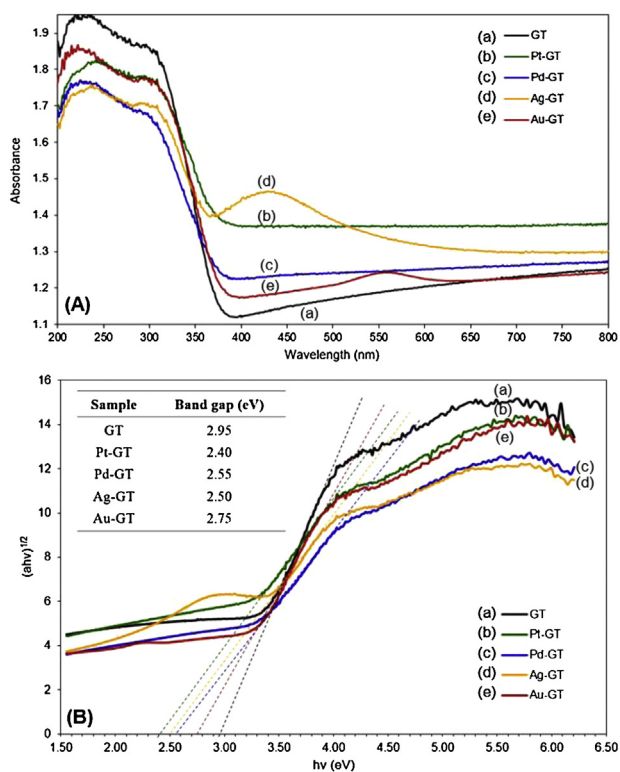 1.9
1.8
1.7
1.6
1.5
1.4
1.3
1.2
1.1
Absorbance
(a) GT
(b) Pt-GT
(c) Pd-GT
(d) Ag-GT
(e) Au-GT
(d)
(b)
(c)
(e)
(a)
(A)
200 250 300 350 400 450 500 550 600 650 700 750 800
Wavelength (nm)
16
14
12
10
8
6
4
2
0
(ahv)1/2
Sample Band gap (eV)
GT 2.95
Pt-GT 2.40
Pd-GT 2.55
Ag-GT 2.50
Au-GT 2.75
(a)
(b)
(e)
(c)
(d)
(a) GT
(b) Pt-GT
(c) Pd-GT
(d) Ag-GT
(e) Au-GT
(B)
1.50 2.00 2.50 3.00 3.50 4.00 4.50 5.00 5.50 6.00 6.50
hv (eV)